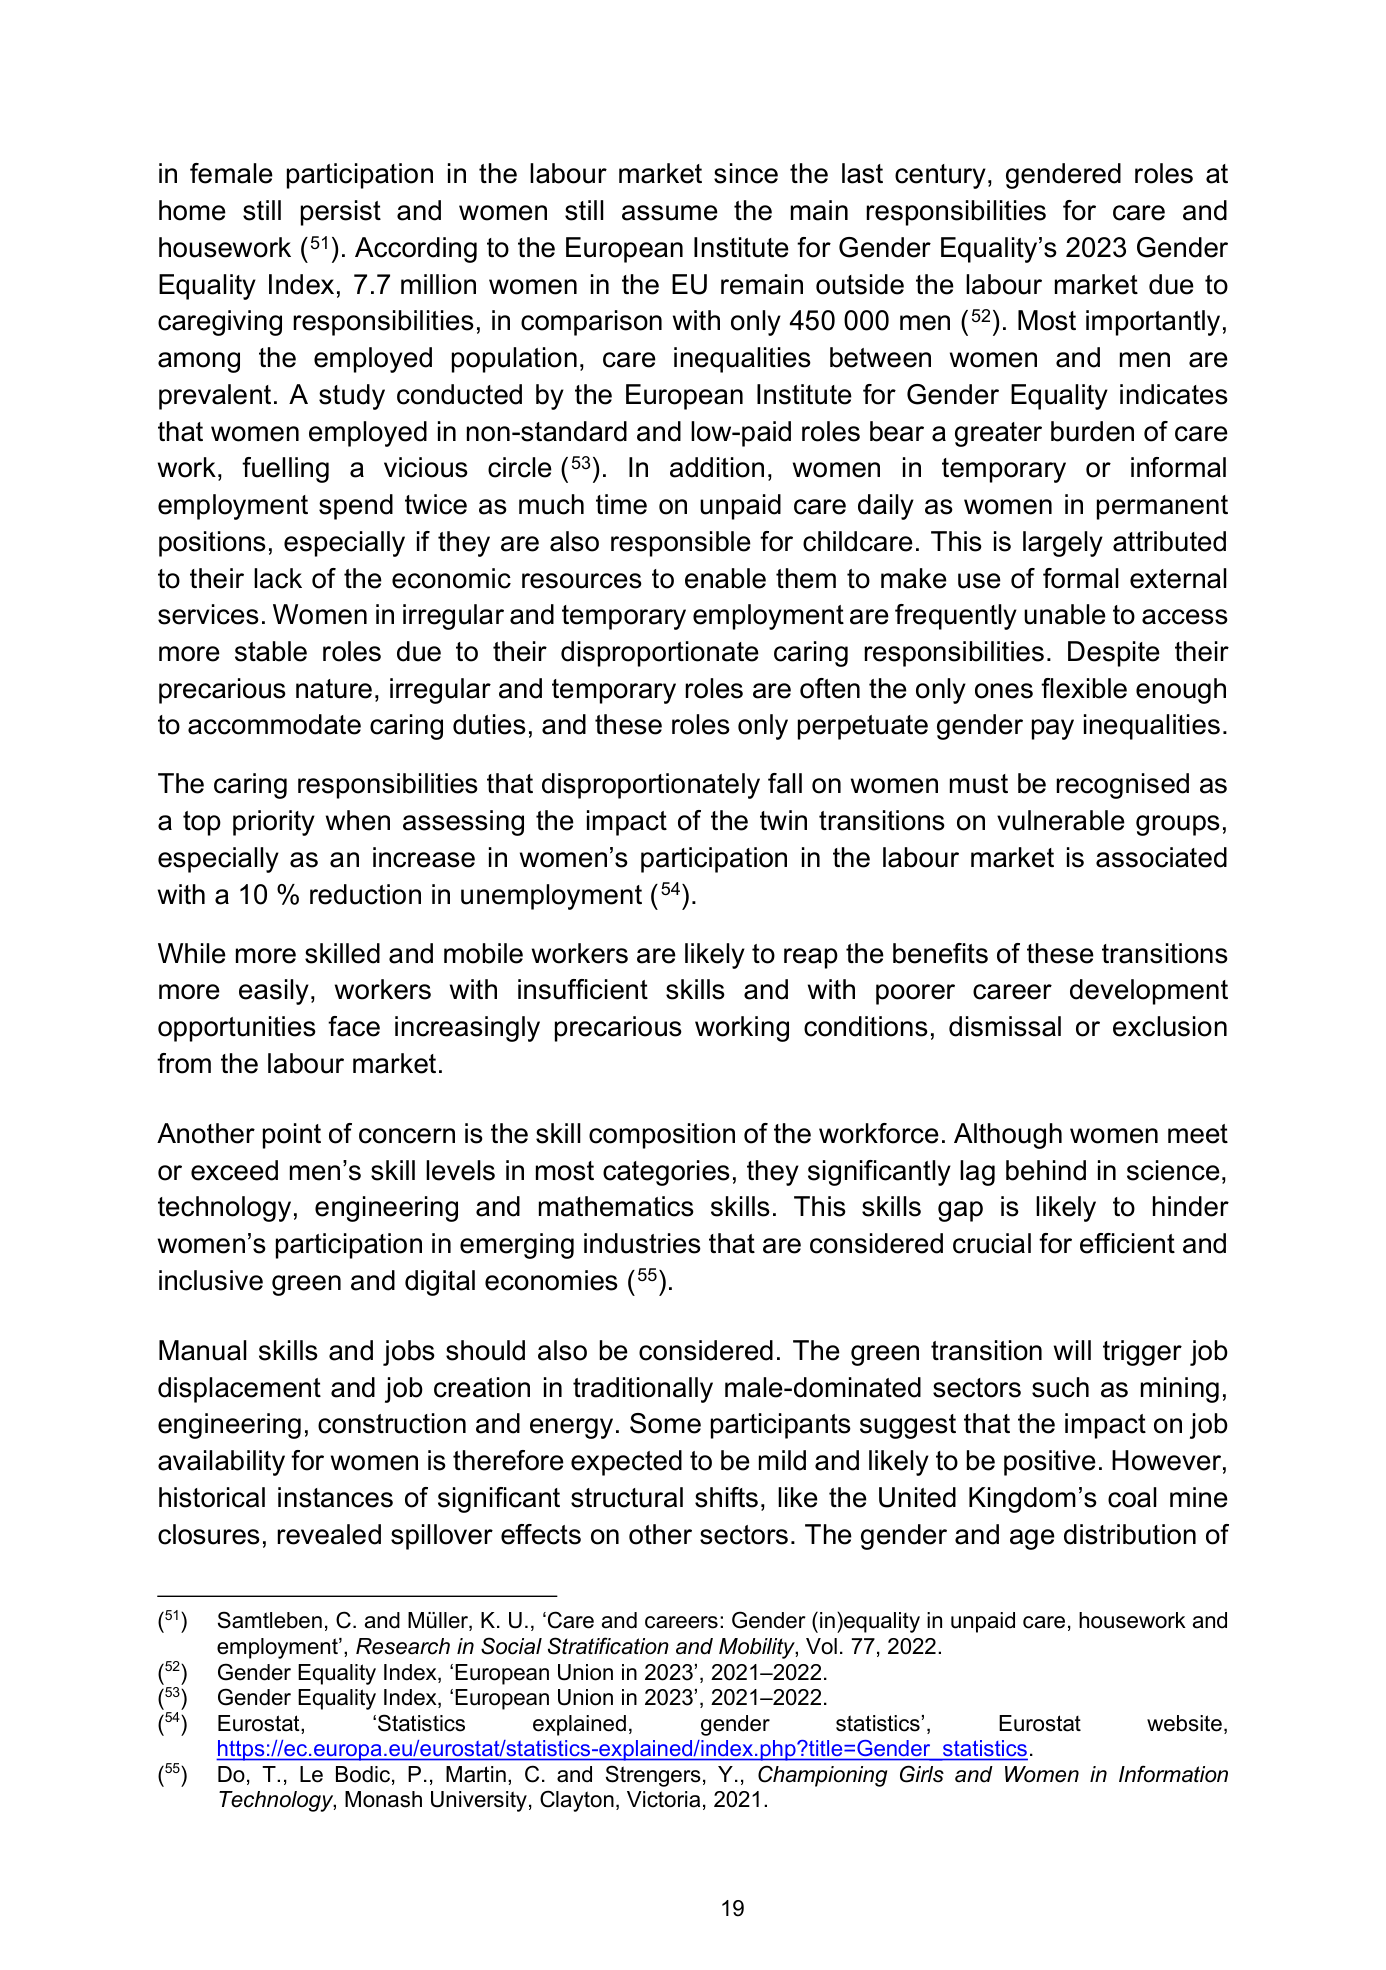 in female participation in the labour market since the last century, gendered roles at
home still persist and women still assume the main responsibilities for care and
housework (51). According to the European Institute for Gender Equality’s 2023 Gender
Equality Index, 7.7 million women in the EU remain outside the labour market due to
caregiving responsibilities, in comparison with only 450 000 men (52). Most importantly,
among the employed population, care inequalities between women and men are
prevalent. A study conducted by the European Institute for Gender Equality indicates
that women employed in non-standard and low-paid roles bear a greater burden of care
work, fuelling a vicious circle (53). In addition, women in temporary or informal
employment spend twice as much time on unpaid care daily as women in permanent
positions, especially if they are also responsible for childcare. This is largely attributed
to their lack of the economic resources to enable them to make use of formal external
services. Women in irregular and temporary employment are frequently unable to access
more stable roles due to their disproportionate caring responsibilities. Despite their
precarious nature, irregular and temporary roles are often the only ones flexible enough
to accommodate caring duties, and these roles only perpetuate gender pay inequalities.
The caring responsibilities that disproportionately fall on women must be recognised as
a top priority when assessing the impact of the twin transitions on vulnerable groups,
especially as an increase in women’s participation in the labour market is associated
with a 10 % reduction in unemployment (54).
While more skilled and mobile workers are likely to reap the benefits of these transitions
more easily, workers with insufficient skills and with poorer career development
opportunities face increasingly precarious working conditions, dismissal or exclusion
from the labour market.
Another point of concern is the skill composition of the workforce. Although women meet
or exceed men’s skill levels in most categories, they significantly lag behind in science,
technology, engineering and mathematics skills. This skills gap is likely to hinder
women’s participation in emerging industries that are considered crucial for efficient and
inclusive green and digital economies (55).
Manual skills and jobs should also be considered. The green transition will trigger job
displacement and job creation in traditionally male-dominated sectors such as mining,
engineering, construction and energy. Some participants suggest that the impact on job
availability for women is therefore expected to be mild and likely to be positive. However,
historical instances of significant structural shifts, like the United Kingdom’s coal mine
closures, revealed spillover effects on other sectors. The gender and age distribution of
(51) Samtleben, C. and Müller, K. U., ‘Care and careers: Gender (in)equality in unpaid care, housework and
employment’, Research in Social Stratification and Mobility, Vol. 77, 2022.
(52) Gender Equality Index, ‘European Union in 2023’, 2021–2022.
(53) Gender Equality Index, ‘European Union in 2023’, 2021–2022.
(54) Eurostat, ‘Statistics explained, gender statistics’, Eurostat website,
https://ec.europa.eu/eurostat/statistics-explained/index.php?title=Gender_statistics.
(55) Do, T., Le Bodic, P., Martin, C. and Strengers, Y., Championing Girls and Women in Information
Technology, Monash University, Clayton, Victoria, 2021.
19